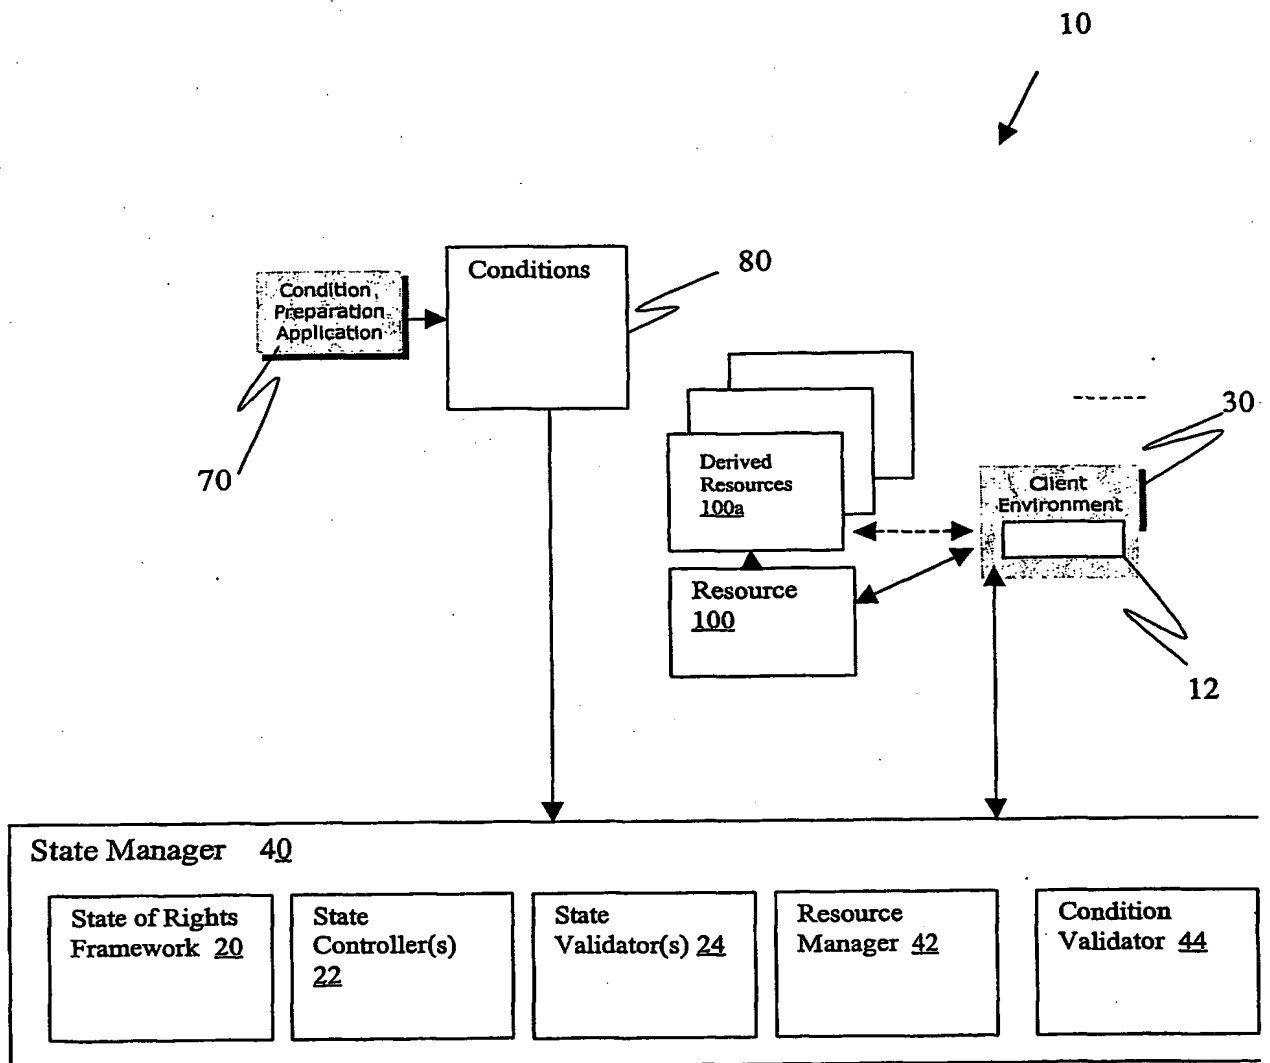 10
Conditions
80
Condition
Preparation
Application
70
Derived
Resources
100a
30
Client
Environment
Resource
100
12
State Manager 40
State of Rights
Framework 20
State
Controller(s)
22
State
Validator(s) 24
Resource
Manager 42
Condition
Validator 44